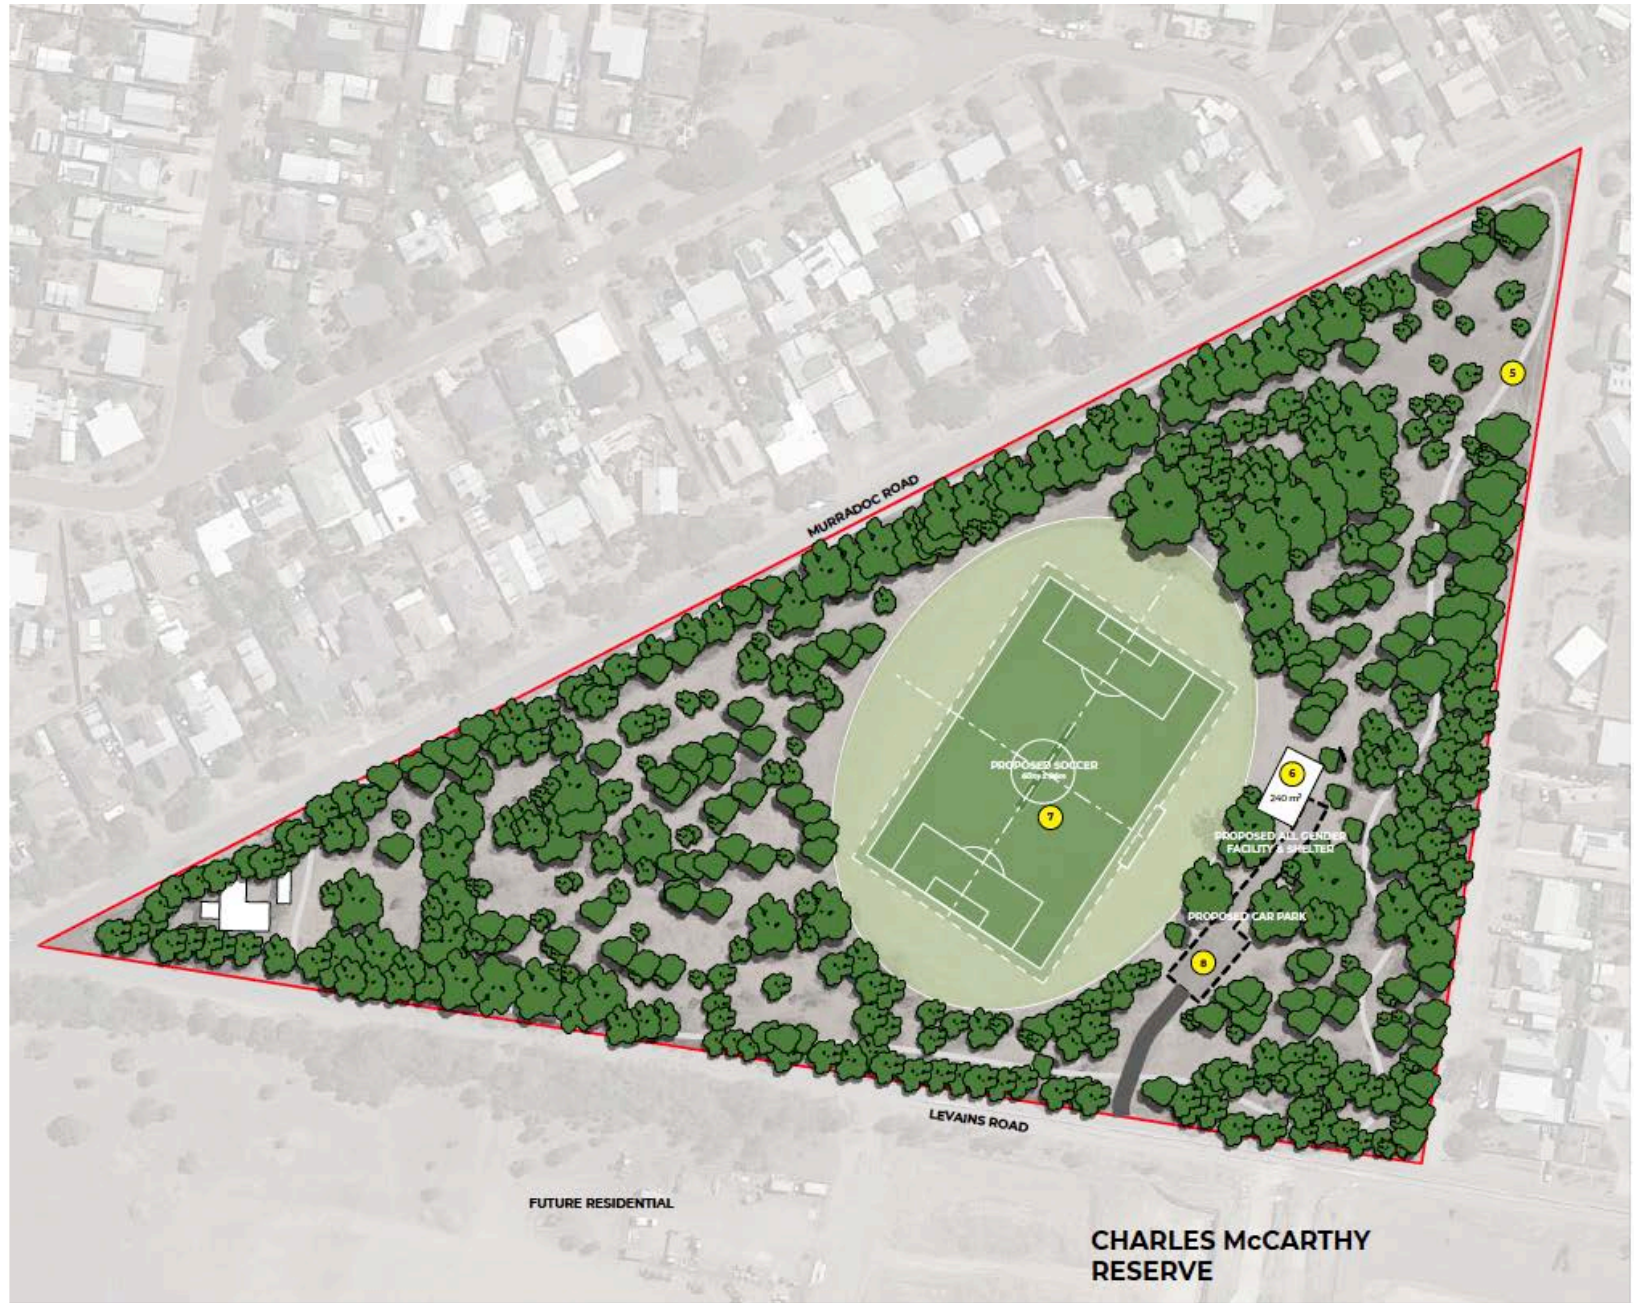 5
MURRADOC ROAD
PROPOSED SOCCER
7
6
240 m²
PROPOSED ALL GENDER
FACILITY & SHELTER
PROPOSED CAR PARK
8
LEVAINS ROAD
FUTURE RESIDENTIAL
CHARLES McCARTHY
RESERVE